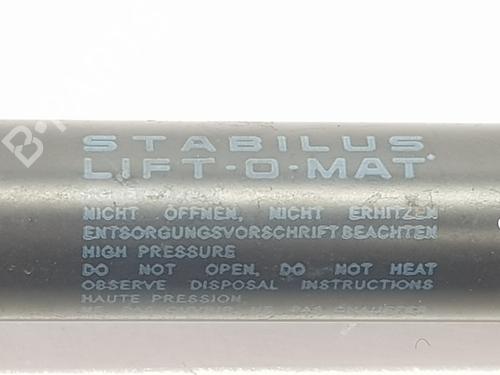 STABILUS
LIFT-O-MAT
NICHT ÖFFNEN, NICHT ERHITZEN
ENTSORGUNGSVORSCHRIFT BEACHTEN
HIGH PRESSURE
DO NOT OPEN, DO NOT HEAT
OBSERVE DISPOSAL INSTRUCTIONS
HAUTE PRESSION
B-PARTS